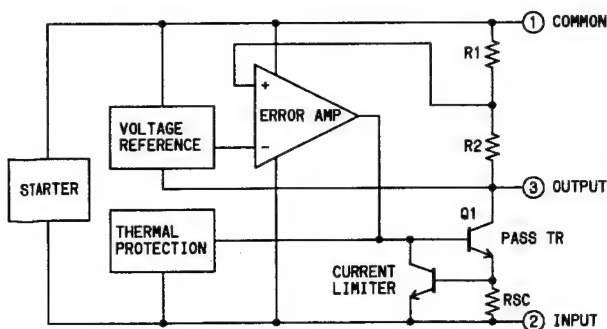 ① COMMON
R1
+
ERROR AMP
VOLTAGE
REFERENCE
−
R2
STARTER
③ OUTPUT
Q1
THERMAL
PROTECTION
PASS TR
CURRENT
LIMITER
RSC
② INPUT